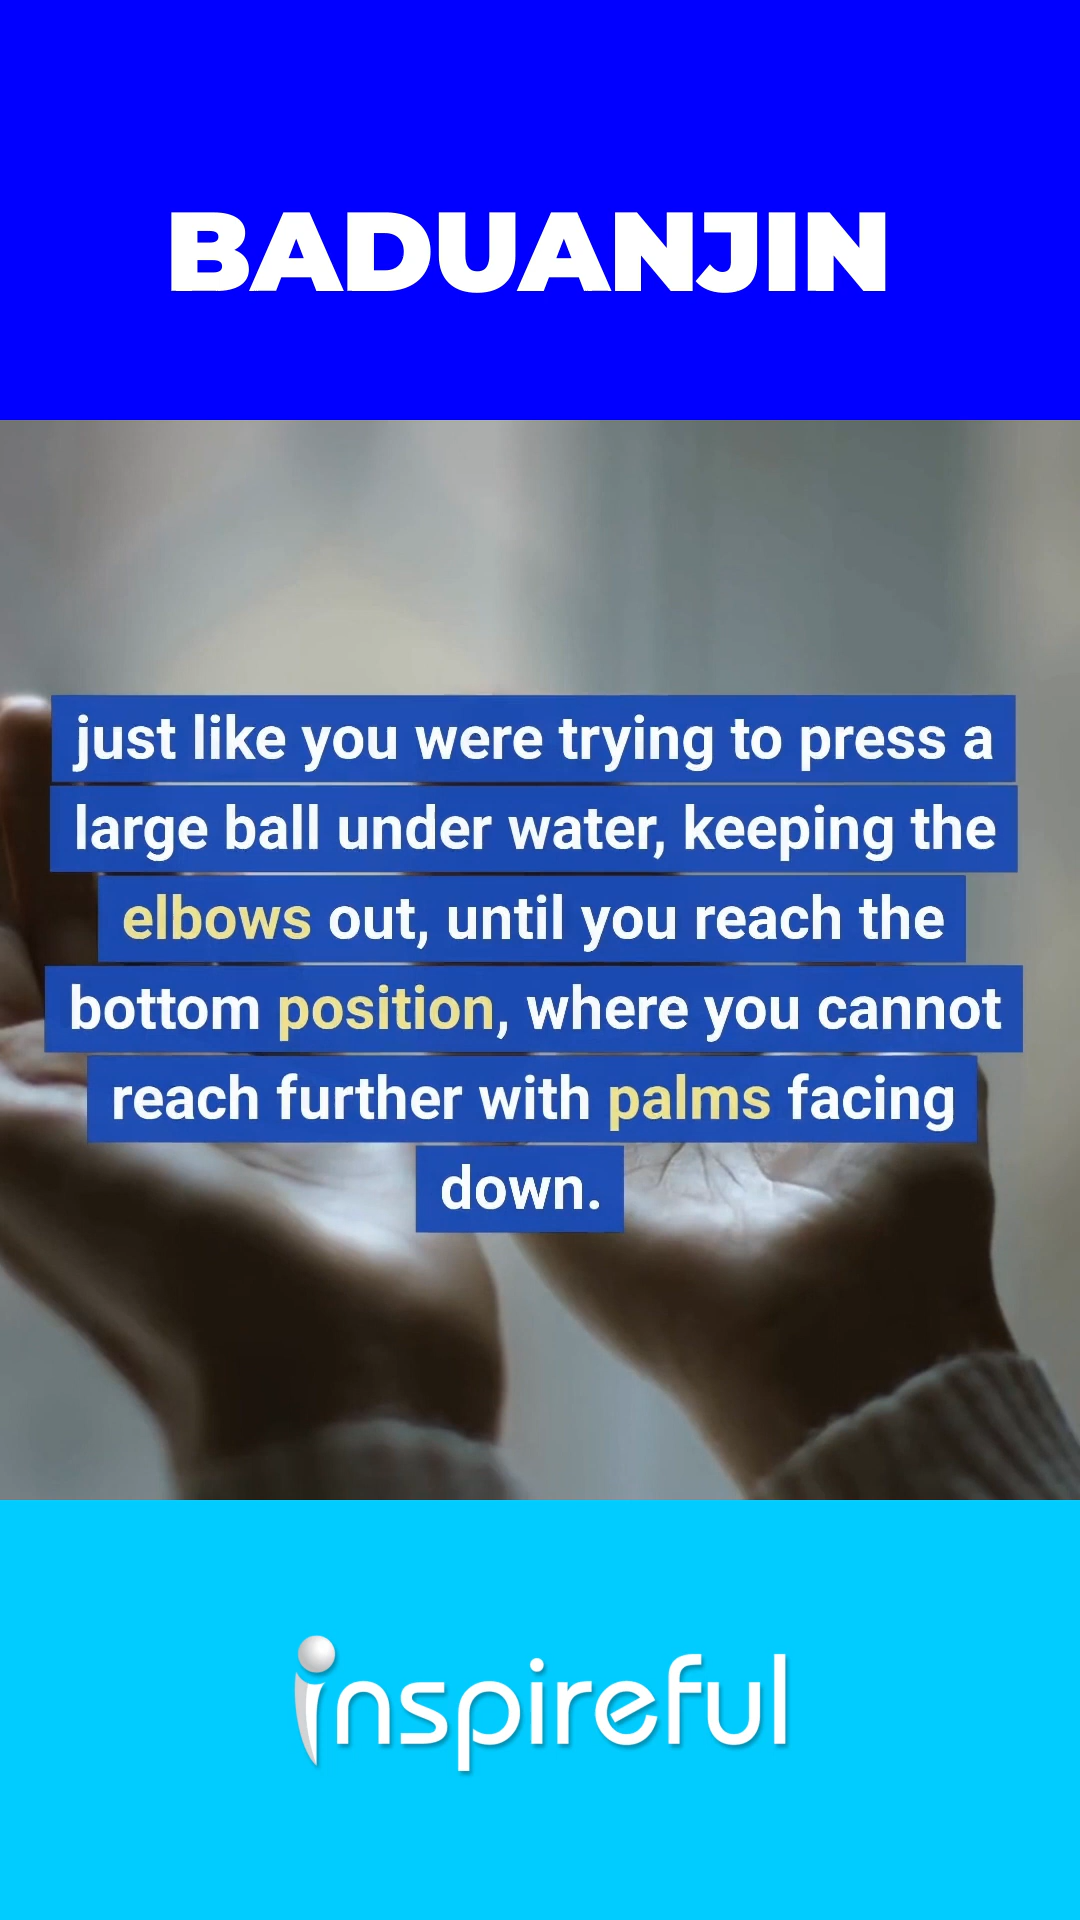 BADUANJIN
just like you were trying to press a
large ball under water, keeping the
elbows out, until you reach the
bottom position, where you cannot
reach further with palms facing
down.
inspireful